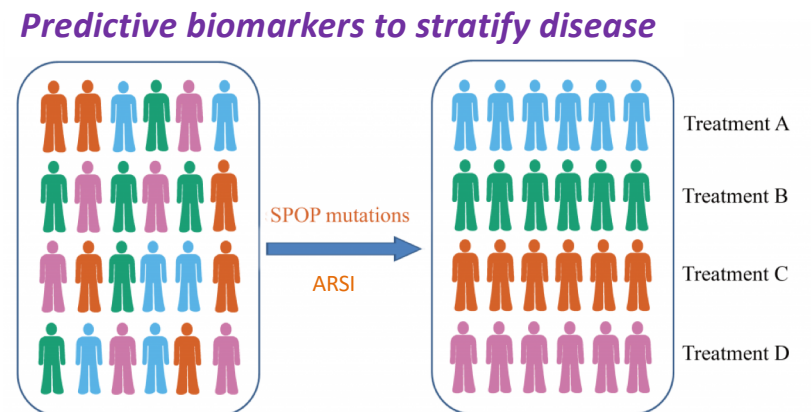 Predictive biomarkers to stratify disease
SPOP mutations
ARSI
Treatment A
Treatment B
Treatment C
Treatment D